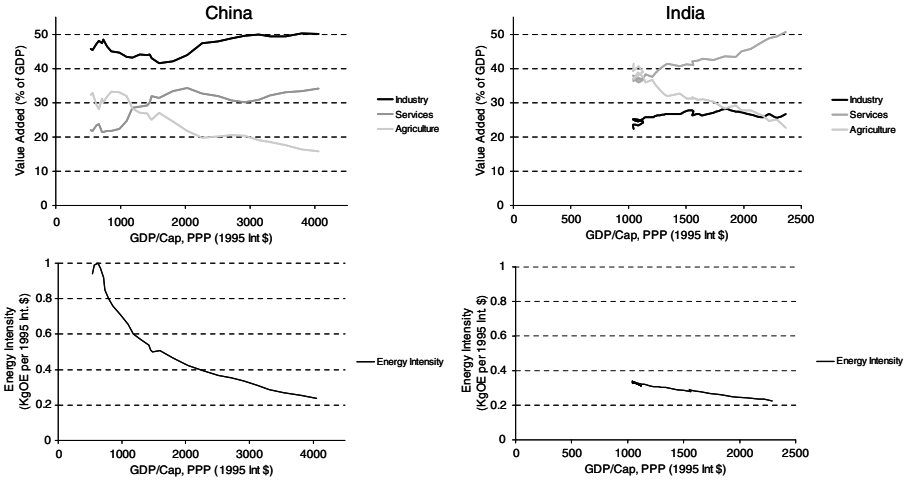 China
Value Added (% of GDP)
50
40
30
20
10
0
0 1000 2000 3000 4000
GDP/Cap, PPP (1995 Int $)
Industry
Services
Agriculture
India
Value Added (% of GDP)
50
40
30
20
10
0
0 500 1000 1500 2000 2500
GDP/Cap, PPP (1995 Int $)
Industry
Services
Agriculture
Energy Intensity
(KgOE per 1995 Int. $)
1
0.8
0.6
0.4
0.2
0
0 1000 2000 3000 4000
GDP/Cap, PPP (1995 Int $)
Energy Intensity
Energy Intensity
(KgOE per 1995 Int. $)
1
0.8
0.6
0.4
0.2
0
0 500 1000 1500 2000 2500
GDP/Cap, PPP (1995 Int $)
Energy Intensity